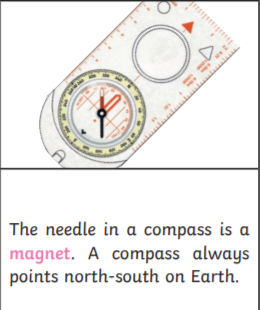 The needle in a compass is a
magnet. A compass always
points north-south on Earth.